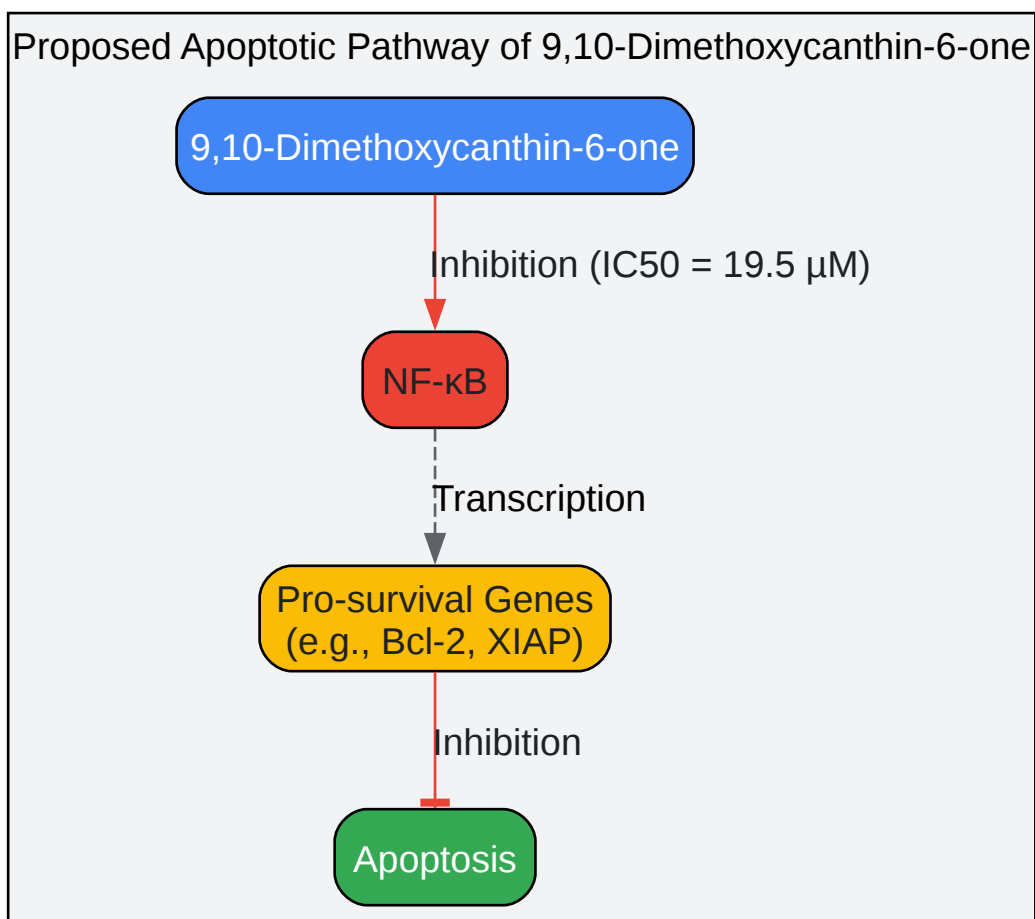 Proposed Apoptotic Pathway of 9,10-Dimethoxycanthin-6-one
9,10-Dimethoxycanthin-6-one
Inhibition (IC50 = 19.5 µM)
NF-κB
Transcription
Pro-survival Genes
(e.g., Bcl-2, XIAP)
Inhibition
Apoptosis